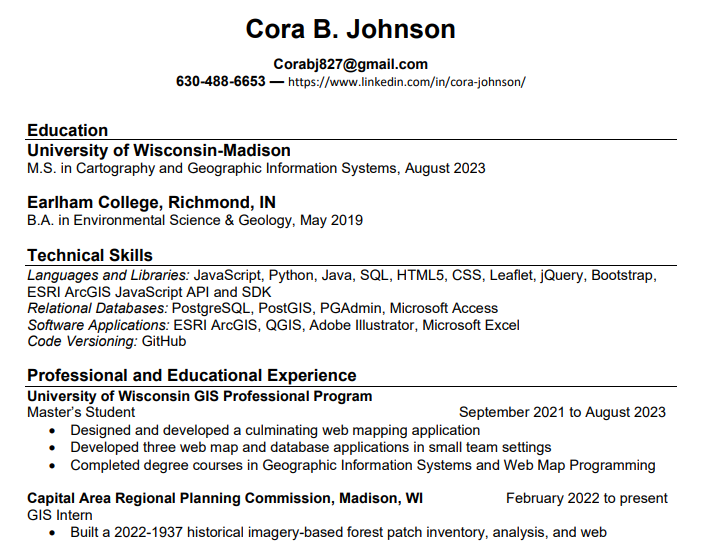 Cora B. Johnson
Corabj827@gmail.com
630-488-6653 — https://www.linkedin.com/in/cora-johnson/
Education
University of Wisconsin-Madison
M.S. in Cartography and Geographic Information Systems, August 2023
Earlham College, Richmond, IN
B.A. in Environmental Science & Geology, May 2019
Technical Skills
Languages and Libraries: JavaScript, Python, Java, SQL, HTML5, CSS, Leaflet, jQuery, Bootstrap,
ESRI ArcGIS JavaScript API and SDK
Relational Databases: PostgreSQL, PostGIS, PGAdmin, Microsoft Access
Software Applications: ESRI ArcGIS, QGIS, Adobe Illustrator, Microsoft Excel
Code Versioning: GitHub
Professional and Educational Experience
University of Wisconsin GIS Professional Program
Master's Student September 2021 to August 2023
• Designed and developed a culminating web mapping application
• Developed three web map and database applications in small team settings
• Completed degree courses in Geographic Information Systems and Web Map Programming
Capital Area Regional Planning Commission, Madison, WI February 2022 to present
GIS Intern
• Built a 2022-1937 historical imagery-based forest patch inventory, analysis, and web